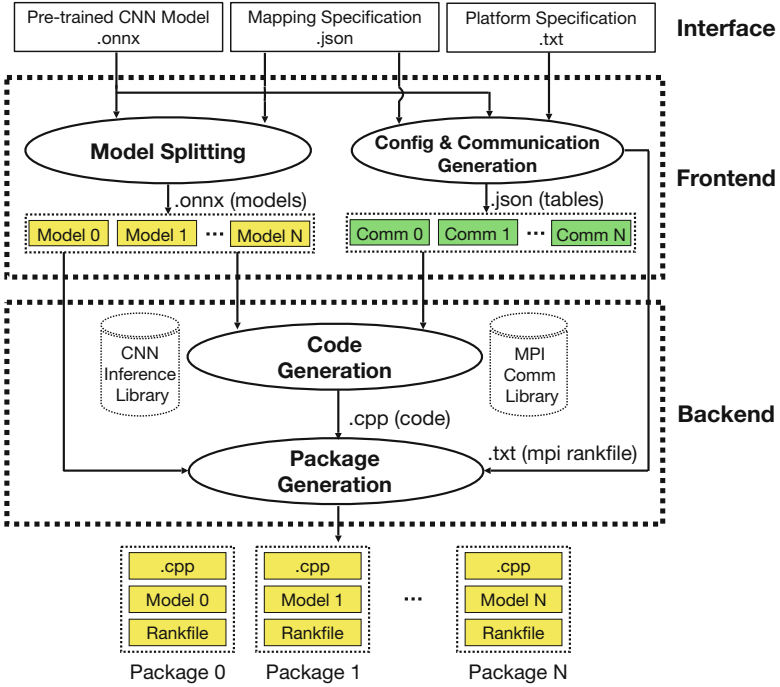 Pre-trained CNN Model
.onnx
Mapping Specification
.json
Platform Specification
.txt
Interface
Model Splitting
Config & Communication
Generation
Frontend
.onnx (models)
.json (tables)
Model 0
Model 1
...
Model N
Comm 0
Comm 1
...
Comm N
CNN
Inference
Library
Code
Generation
MPI
Comm
Library
Backend
.cpp (code)
.txt (mpi rankfile)
Package
Generation
.cpp
Model 0
Rankfile
Package 0
.cpp
Model 1
Rankfile
Package 1
...
.cpp
Model N
Rankfile
Package N